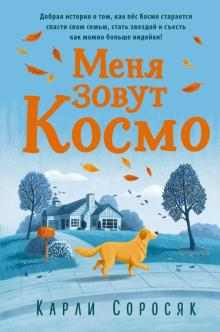 Добрая история о том, как пёс Космо старается
спасти свою семью, стать звездой и съесть
как можно больше индейки!
Меня
зовут
Космо
Карли Соросяк